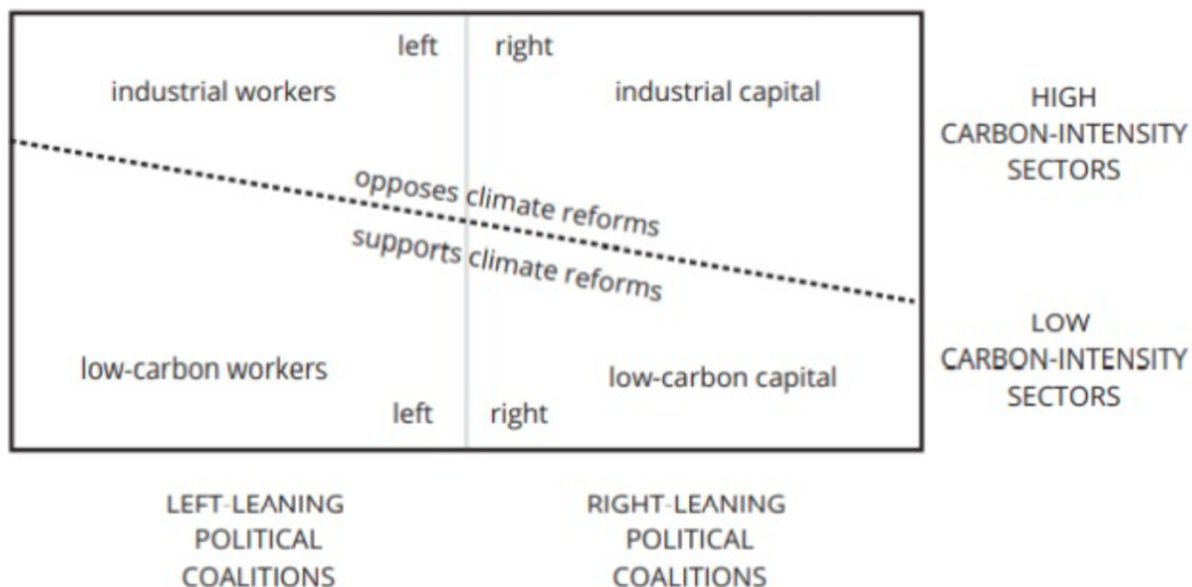 left right
industrial workers industrial capital
HIGH
CARBON-INTENSITY
SECTORS
opposes climate reforms
supports climate reforms
LOW
CARBON-INTENSITY
SECTORS
low-carbon workers low-carbon capital
left right
LEFT-LEANING
POLITICAL
COALITIONS
RIGHT-LEANING
POLITICAL
COALITIONS